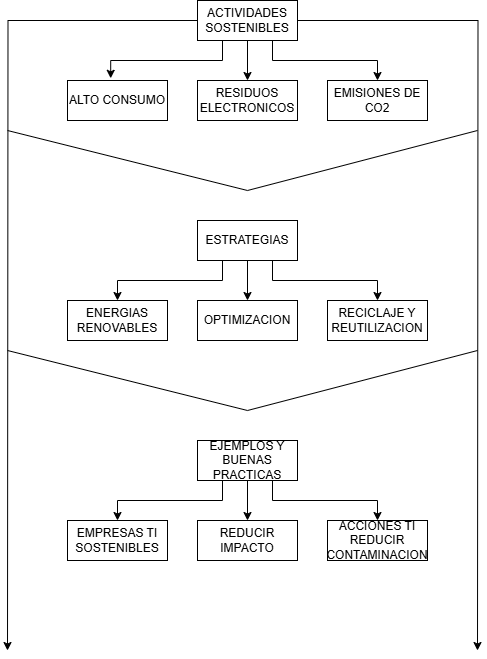 ACTIVIDADES
SOSTENIBLES
ALTO CONSUMO
RESIDUOS
ELECTRONICOS
EMISIONES DE
CO2
ESTRATEGIAS
ENERGIAS
RENOVABLES
OPTIMIZACION
RECICLAJE Y
REUTILIZACION
EJEMPLOS Y
BUENAS
PRACTICAS
EMPRESAS TI
SOSTENIBLES
REDUCIR
IMPACTO
ACCIONES TI
REDUCIR
CONTAMINACION